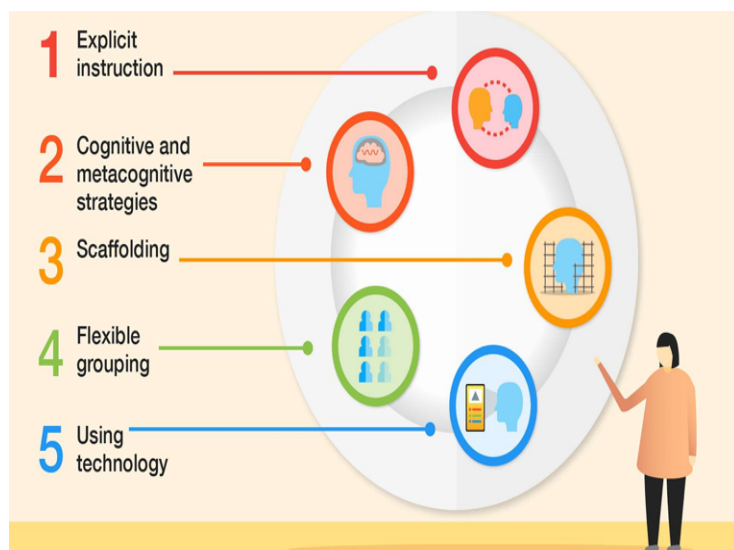 1 Explicit
instruction
2 Cognitive and
metacognitive
strategies
3 Scaffolding
4 Flexible
grouping
5 Using
technology